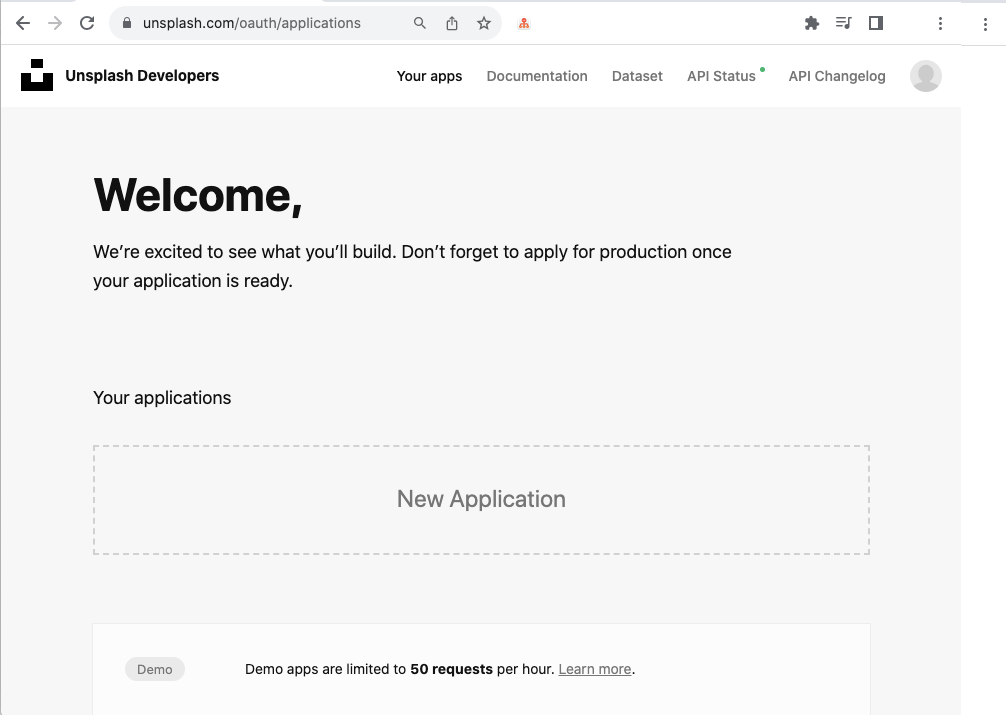 unsplash.com/oauth/applications
Unsplash Developers Your apps Documentation Dataset API Status API Changelog
Welcome,
We’re excited to see what you’ll build. Don’t forget to apply for production once
your application is ready.
Your applications
New Application
Demo Demo apps are limited to 50 requests per hour. Learn more.